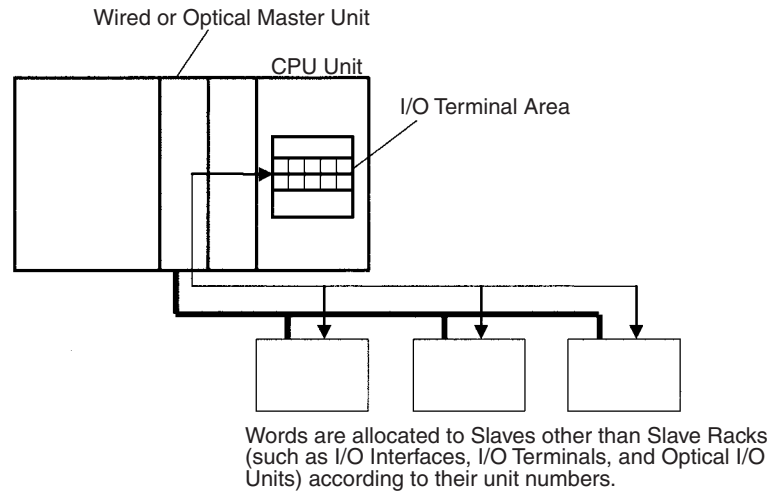 Wired or Optical Master Unit
CPU Unit
I/O Terminal Area
Words are allocated to Slaves other than Slave Racks
(such as I/O Interfaces, I/O Terminals, and Optical I/O
Units) according to their unit numbers.